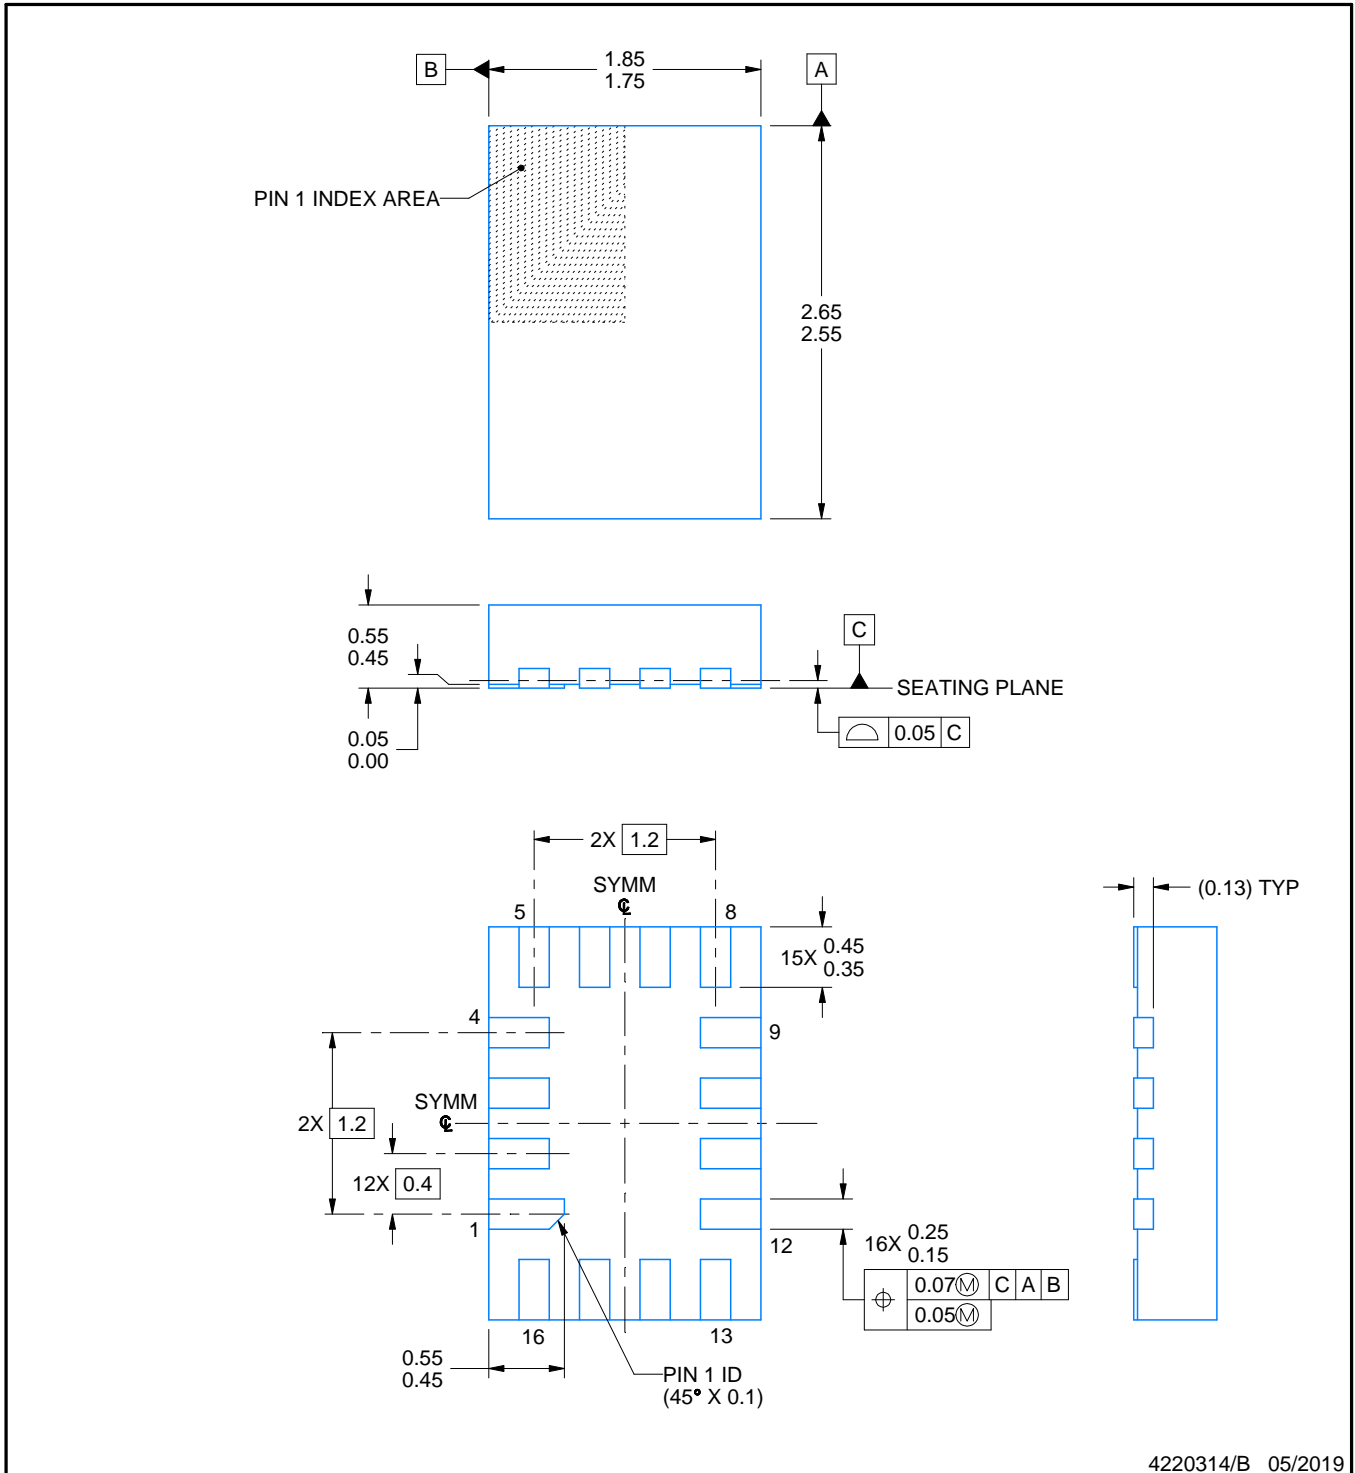 B
1.85
1.75
A
PIN 1 INDEX AREA
2.65
2.55
0.55
0.45
C
SEATING PLANE
0.05 C
0.05
0.00
2X 1.2
SYMM
℄
5
8
(0.13) TYP
15X 0.45
0.35
4
9
SYMM
℄
2X 1.2
12X 0.4
1
12
16X 0.25
0.15
0.07Ⓜ C A B
0.05Ⓜ
16
13
0.55
0.45
PIN 1 ID
(45° X 0.1)
4220314/B 05/2019